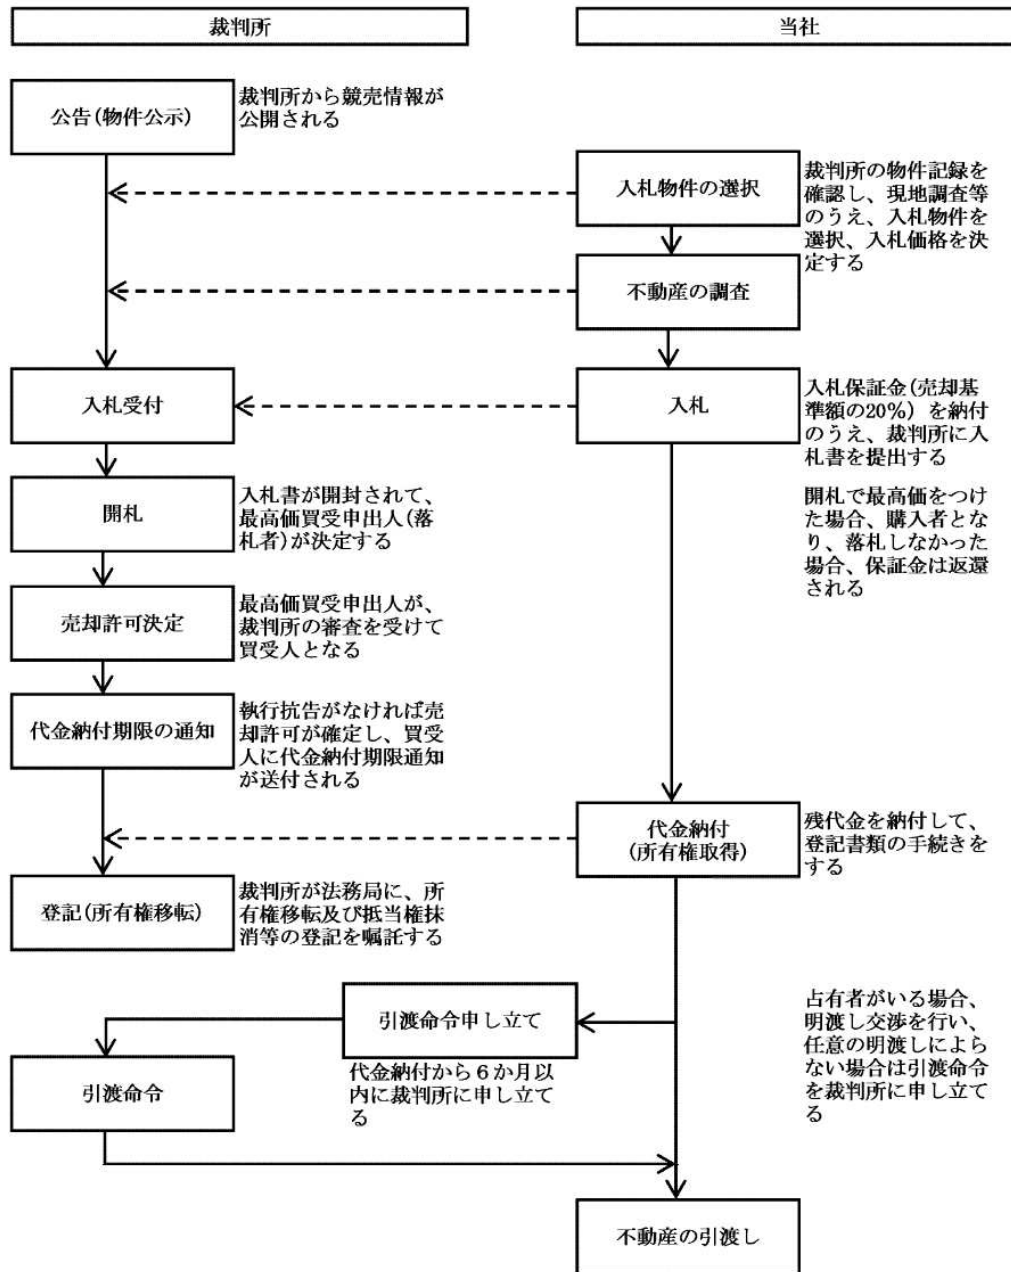 裁判所
当社
公告(物件公示)
裁判所から競売情報が
公開される
入札物件の選択
裁判所の物件記録を
確認し、現地調査等
のうえ、入札物件を
選択、入札価格を決
定する
不動産の調査
入札受付
入札
入札保証金(売却基
準額の20%) を納付
のうえ、裁判所に入
札書を提出する
開札
入札書が開封されて、
最高価買受申出人(落
札者)が決定する
開札で最高価をつけ
た場合、購入者とな
り、落札しなかった
場合、保証金は返還
される
売却許可決定
最高価買受申出人が、
裁判所の審査を受けて
買受人となる
代金納付期限の通知
執行抗告がなければ売
却許可が確定し、買受
人に代金納付期限通知
が送付される
代金納付
(所有権取得)
残代金を納付して、
登記書類の手続きを
する
登記(所有権移転)
裁判所が法務局に、所
有権移転及び抵当権抹
消等の登記を嘱託する
引渡命令申し立て
代金納付から6か月以
内に裁判所に申し立て
る
占有者がいる場合、
明渡し交渉を行い、
任意の明渡しによら
ない場合は引渡命令
を裁判所に申し立て
る
引渡命令
不動産の引渡し